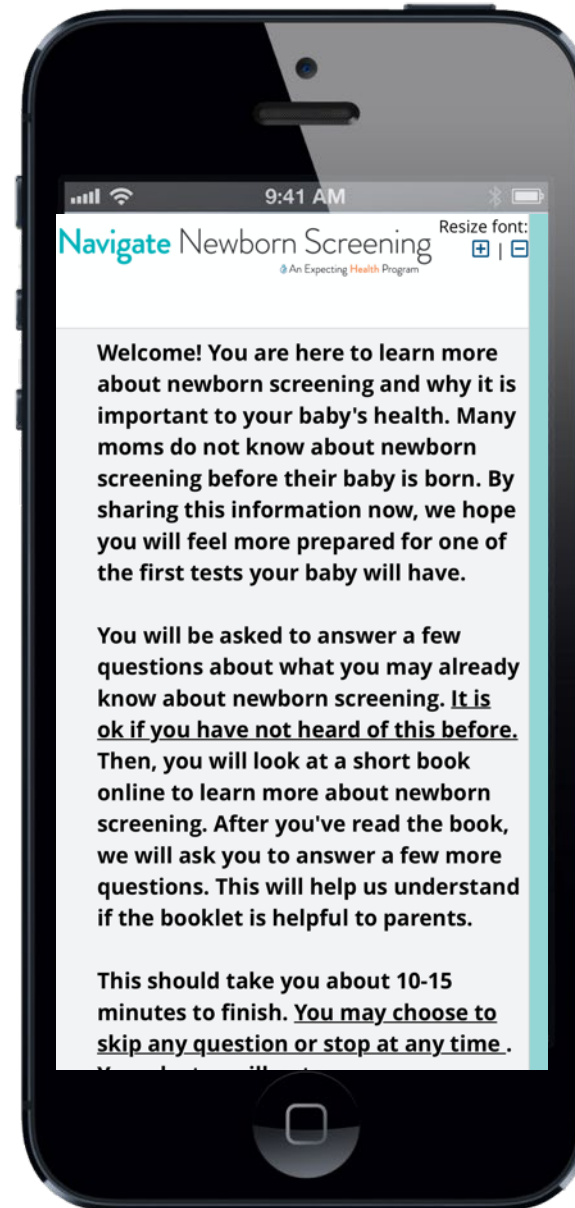 9:41 AM
Navigate Newborn Screening
Resize font:
+ | −
An Expecting Health Program
Welcome! You are here to learn more
about newborn screening and why it is
important to your baby's health. Many
moms do not know about newborn
screening before their baby is born. By
sharing this information now, we hope
you will feel more prepared for one of
the first tests your baby will have.
You will be asked to answer a few
questions about what you may already
know about newborn screening. It is
ok if you have not heard of this before.
Then, you will look at a short book
online to learn more about newborn
screening. After you've read the book,
we will ask you to answer a few more
questions. This will help us understand
if the booklet is helpful to parents.
This should take you about 10-15
minutes to finish. You may choose to
skip any question or stop at any time .